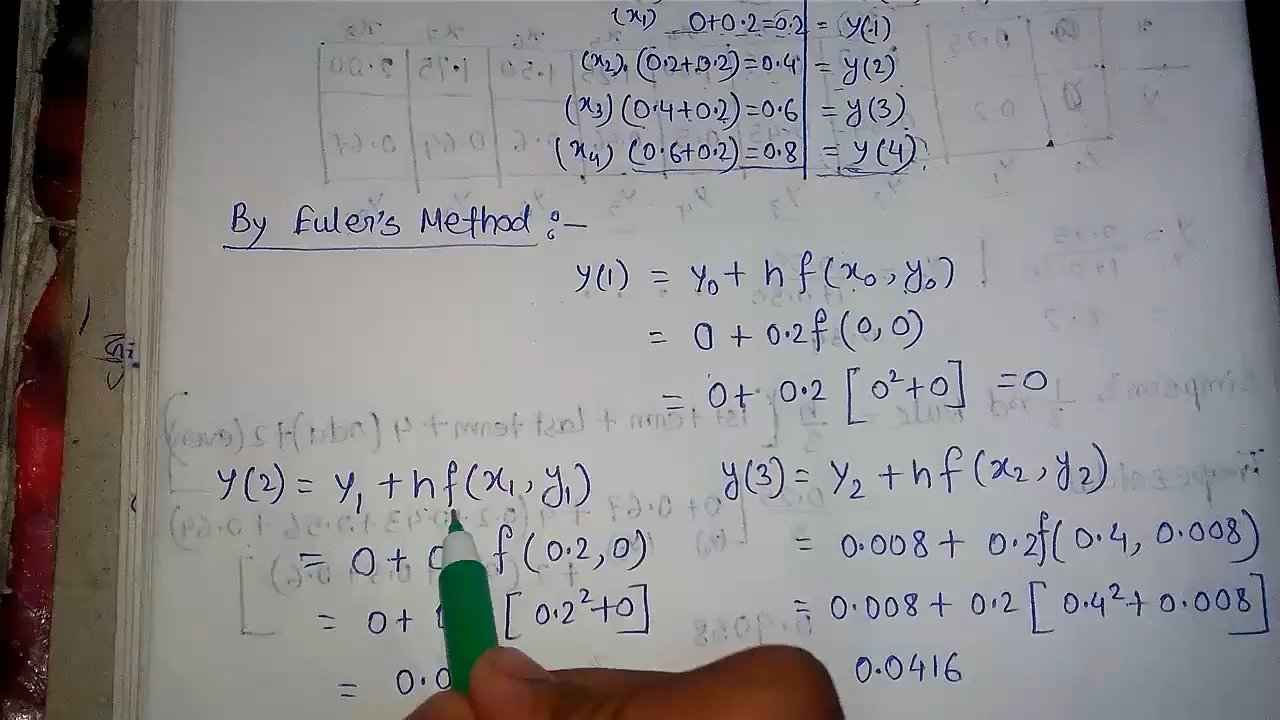 (x₁) 0+0.2=0.2 = y(1)
(x₂) (0.2+0.2)=0.4 = y(2)
(x₃) (0.4+0.2)=0.6 = y(3)
(x₄) (0.6+0.2)=0.8 = y(4)
By Euler's Method :-
y(1) = y₀ + h f(x₀, y₀)
= 0 + 0.2f (0,0)
= 0+ 0.2 [0²+0] =0
y(2) = y₁ + hf(x₁, y₁)
= 0+ f(0.2,0)
= 0+ [0.2²+0]
= 0.0
y(3) = y₂ + hf(x₂, y₂)
= 0.008 + 0.2f(0.4, 0.008)
= 0.008 + 0.2 [0.4² + 0.008]
0.0416